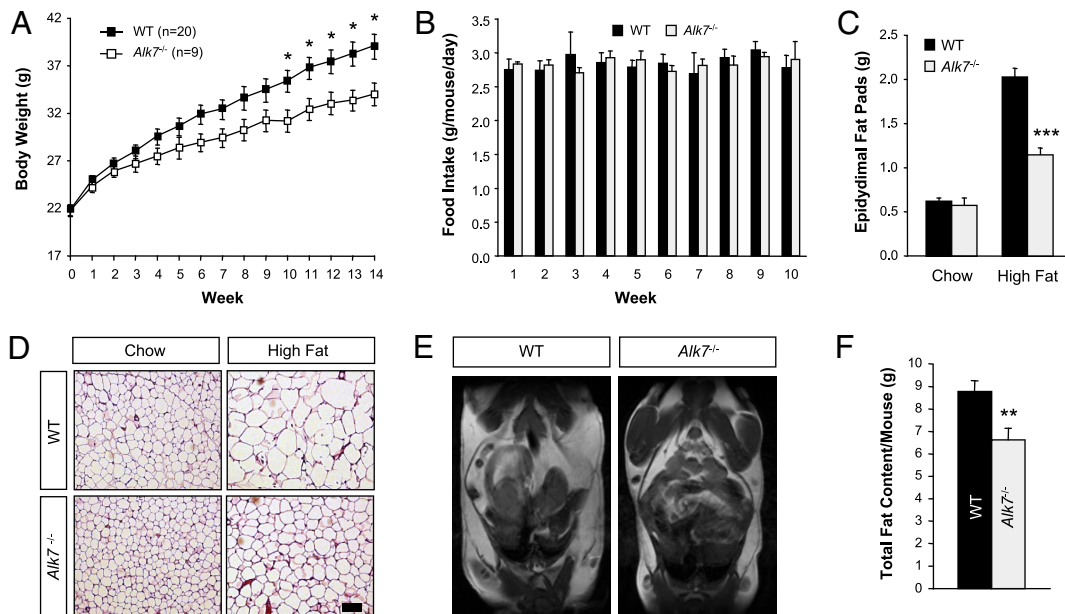 A
Body Weight (g)
42
37
32
27
22
17
WT (n=20)
Alk7-/- (n=9)
* * * * *
0 1 2 3 4 5 6 7 8 9 10 11 12 13 14
Week
B
Food Intake (g/mouse/day)
3.5
3.0
2.5
2.0
1.5
1.0
0.5
0.0
WT Alk7-/-
1 2 3 4 5 6 7 8 9 10
Week
C
Epidydimal Fat Pads (g)
2.5
2.0
1.5
1.0
0.5
0.0
WT
Alk7-/-
***
Chow High Fat
D
Chow High Fat
WT
Alk7 -/-
E
WT Alk7-/-
F
Total Fat Content/Mouse (g)
10
9
8
7
6
5
4
3
2
1
0
**
WT
Alk7-/-